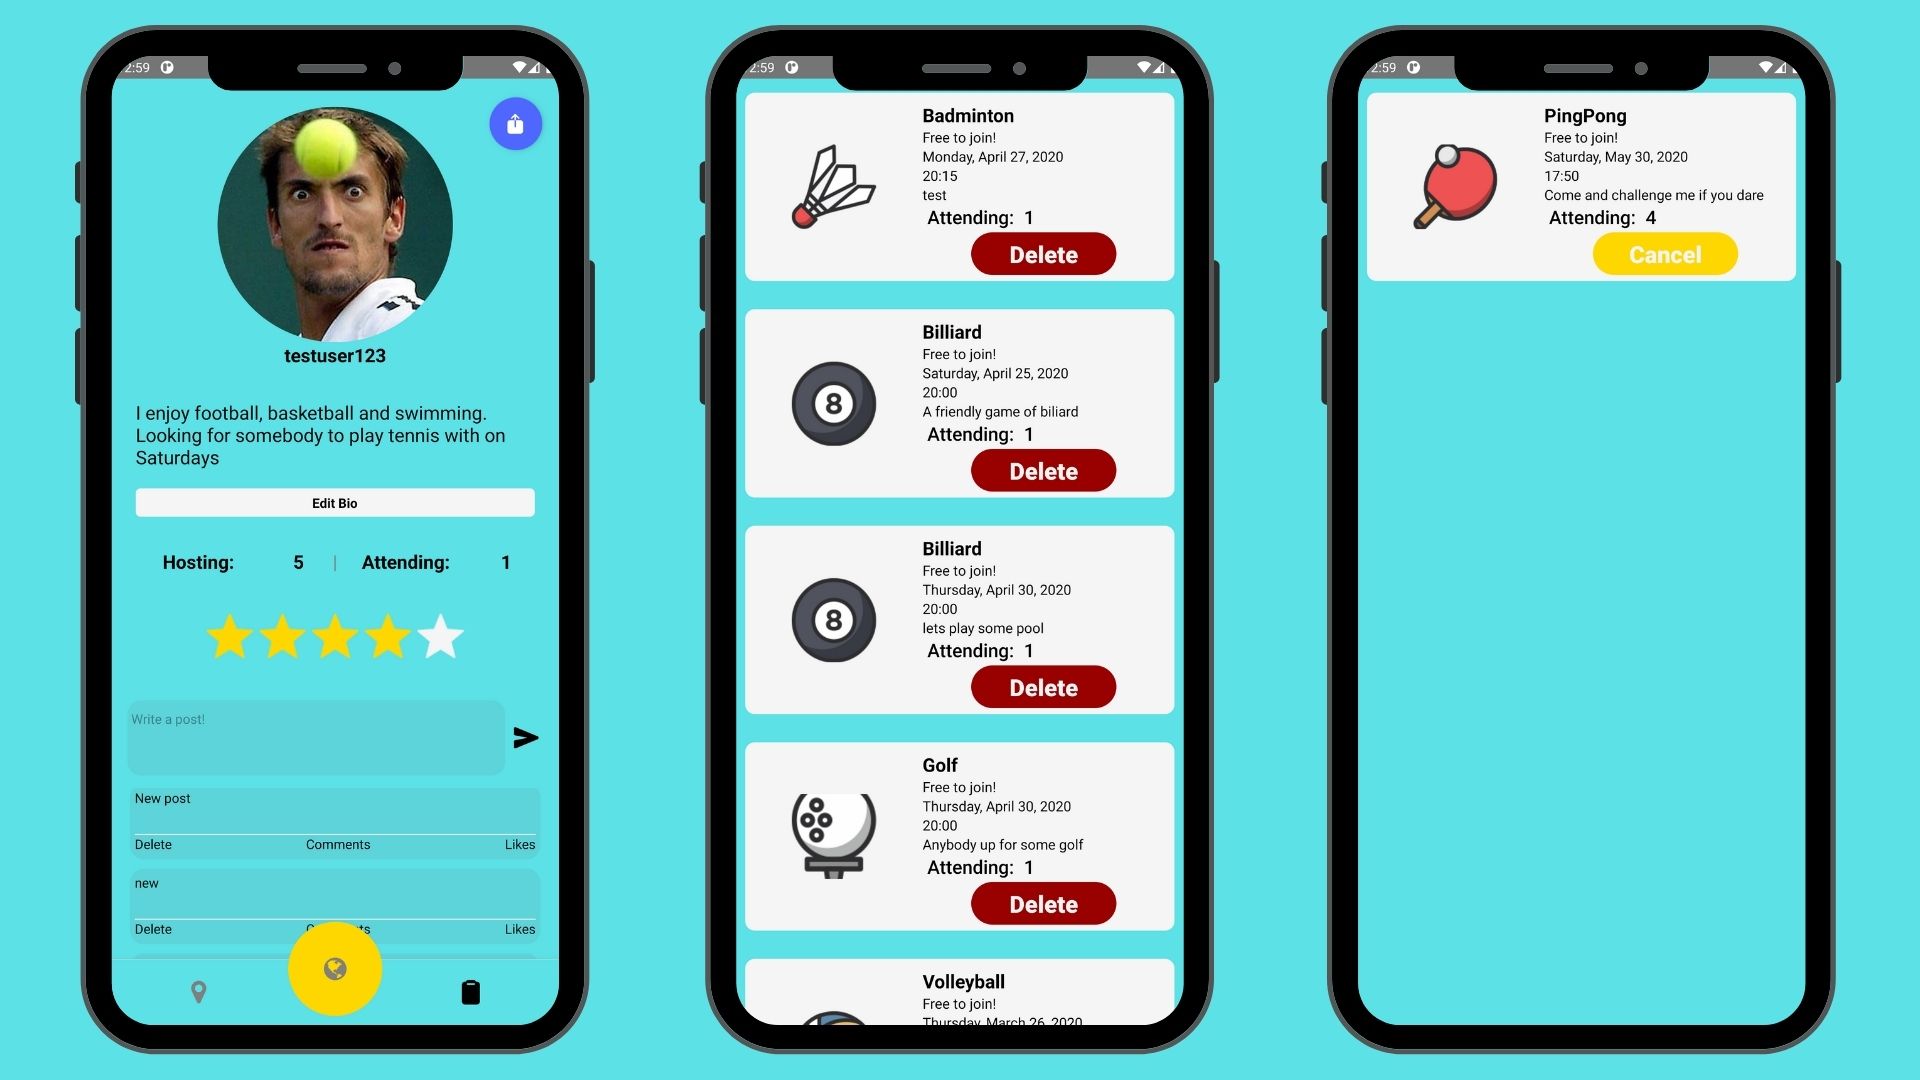 2:59
testuser123
I enjoy football, basketball and swimming.
Looking for somebody to play tennis with on
Saturdays
Edit Bio
Hosting: 5 | Attending: 1
Write a post!
New post
Delete Comments Likes
new
Delete Likes
2:59
Badminton
Free to join!
Monday, April 27, 2020
20:15
test
Attending: 1
Delete
Billiard
Free to join!
Saturday, April 25, 2020
20:00
A friendly game of biliard
Attending: 1
Delete
8
Billiard
Free to join!
Thursday, April 30, 2020
20:00
lets play some pool
Attending: 1
Delete
8
Golf
Free to join!
Thursday, April 30, 2020
20:00
Anybody up for some golf
Attending: 1
Delete
Volleyball
Free to join!
Thursday, March 26, 2020
2:59
PingPong
Free to join!
Saturday, May 30, 2020
17:50
Come and challenge me if you dare
Attending: 4
Cancel